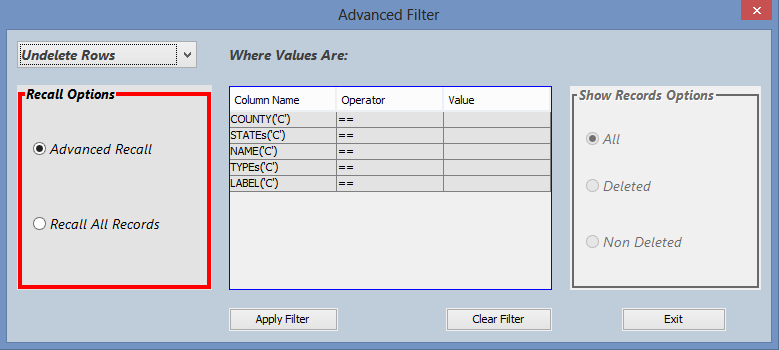 Advanced Filter
Undelete Rows
Where Values Are:
Recall Options
Advanced Recall
Recall All Records
Column Name Operator Value
COUNTY('C') ==
STATEs('C') ==
NAME('C') ==
TYPEs('C') ==
LABEL('C') ==
Show Records Options
All
Deleted
Non Deleted
Apply Filter
Clear Filter
Exit